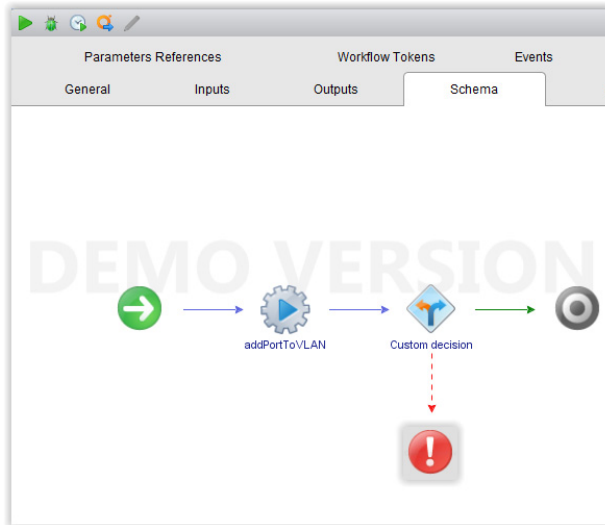 Parameters References Workflow Tokens Events
General Inputs Outputs Schema
DEMO VERSION
addPortToVLAN Custom decision